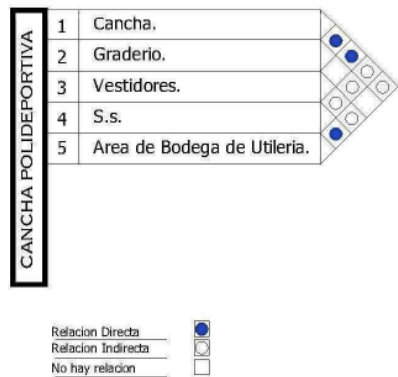 CANCHA POLIDEPORTIVA
1 Cancha.
2 Graderio.
3 Vestidores.
4 S.s.
5 Area de Bodega de Utileria.
Relacion Directa
Relacion Indirecta
No hay relacion